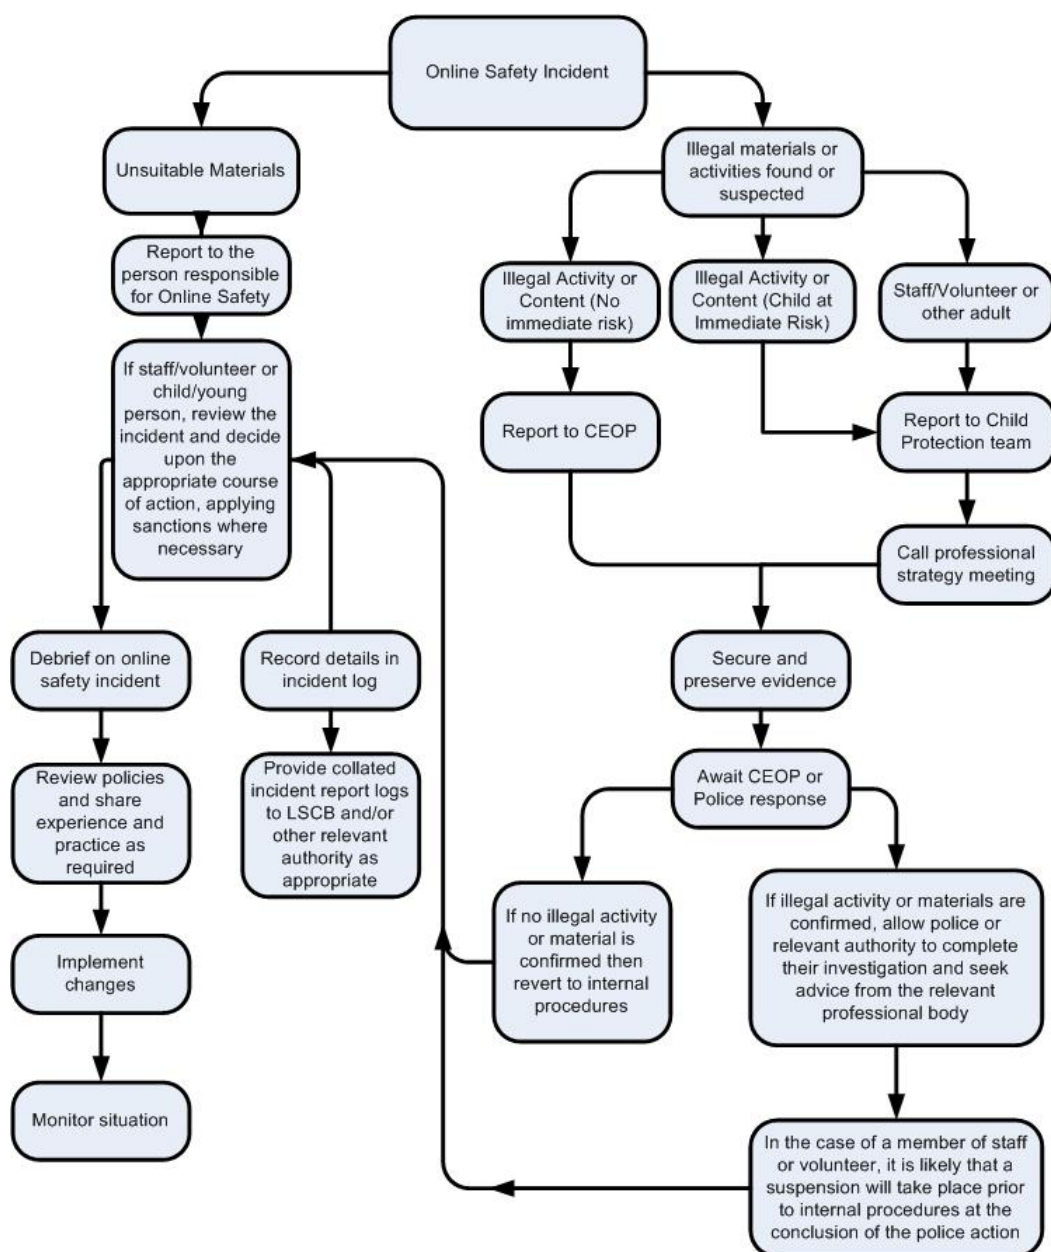 Online Safety Incident
Unsuitable Materials
Illegal materials or
activities found or
suspected
Report to the
person responsible
for Online Safety
Illegal Activity or
Content (No
immediate risk)
Illegal Activity or
Content (Child at
Immediate Risk)
Staff/Volunteer or
other adult
If staff/volunteer or
child/young
person, review the
incident and decide
upon the
appropriate course
of action, applying
sanctions where
necessary
Report to CEOP
Report to Child
Protection team
Call professional
strategy meeting
Debrief on online
safety incident
Record details in
incident log
Secure and
preserve evidence
Review policies
and share
experience and
practice as
required
Provide collated
incident report logs
to LSCB and/or
other relevant
authority as
appropriate
Await CEOP or
Police response
If no illegal activity
or material is
confirmed then
revert to internal
procedures
If illegal activity or materials are
confirmed, allow police or
relevant authority to complete
their investigation and seek
advice from the relevant
professional body
Implement
changes
Monitor situation
In the case of a member of staff
or volunteer, it is likely that a
suspension will take place prior
to internal procedures at the
conclusion of the police action